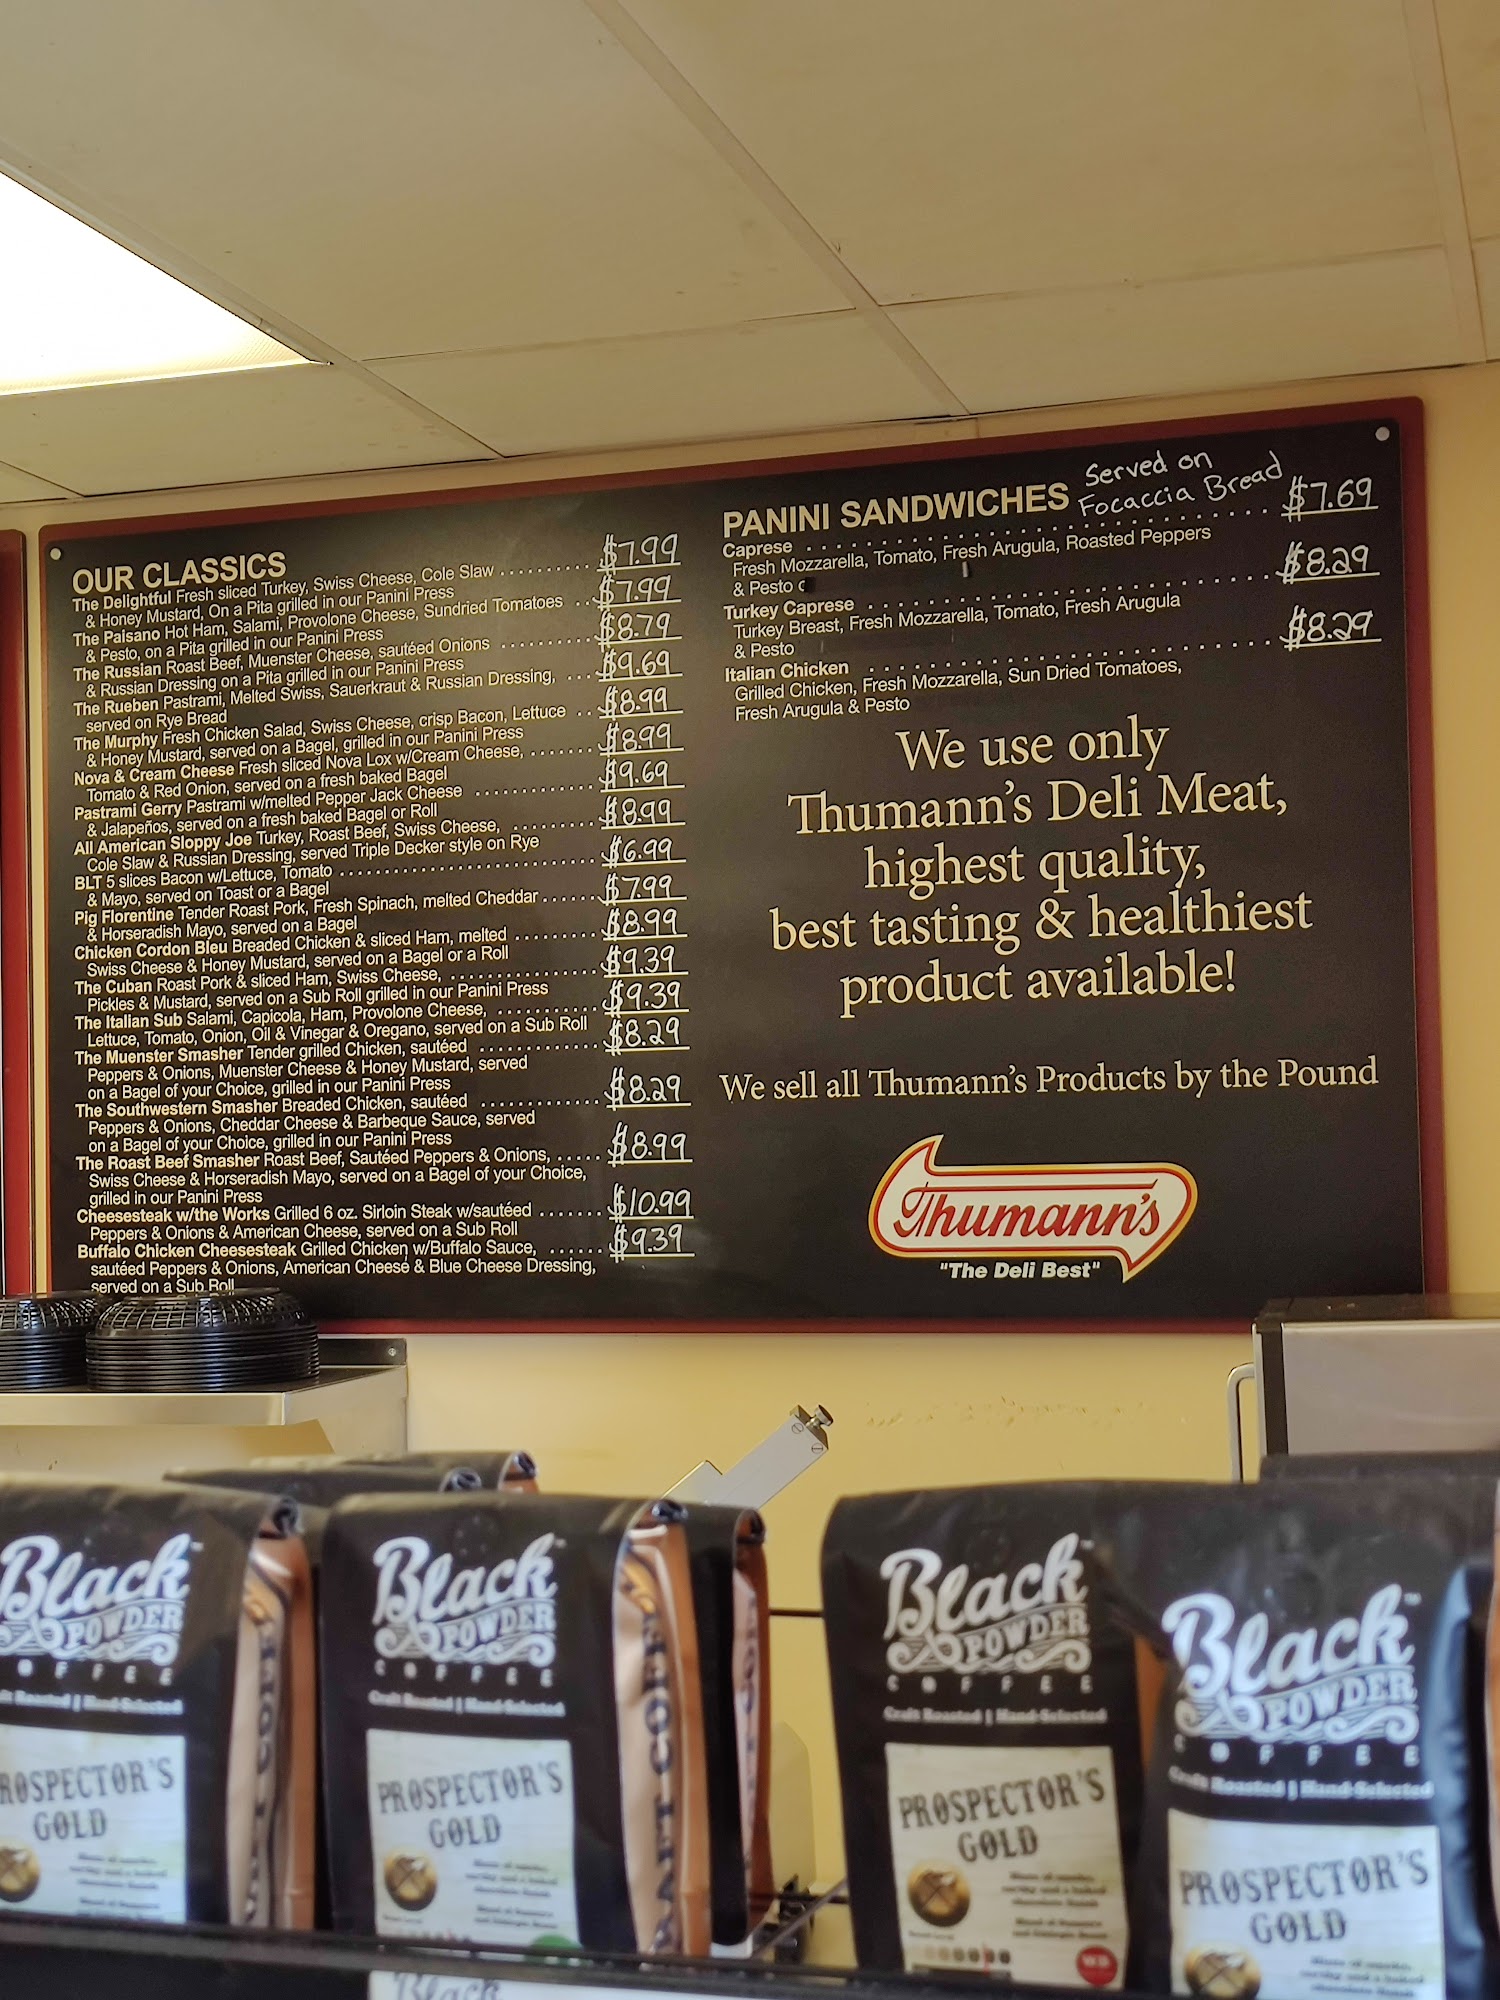 OUR CLASSICS
The Delightful Fresh sliced Turkey, Swiss Cheese, Cole Slaw .......... $7.99
& Honey Mustard, On a Pita grilled in our Panini Press
The Paisano Hot Ham, Salami, Provolone Cheese, Sundried Tomatoes .. $7.99
& Pesto, on a Pita grilled in our Panini Press
The Russian Roast Beef, Muenster Cheese, sautéed Onions .......... $8.79
& Russian Dressing on a Pita grilled in our Panini Press
The Rueben Pastrami, Melted Swiss, Sauerkraut & Russian Dressing, ... $9.69
served on Rye Bread
The Murphy Fresh Chicken Salad, Swiss Cheese, crisp Bacon, Lettuce .. $8.99
& Honey Mustard, served on a Bagel, grilled in our Panini Press
Nova & Cream Cheese Fresh sliced Nova Lox w/Cream Cheese, ....... $8.99
Tomato & Red Onion, served on a fresh baked Bagel
Pastrami Gerry Pastrami w/melted Pepper Jack Cheese ............ $9.69
& Jalapeños, served on a fresh baked Bagel or Roll
All American Sloppy Joe Turkey, Roast Beef, Swiss Cheese, ......... $8.99
Cole Slaw & Russian Dressing, served Triple Decker style on Rye
BLT 5 slices Bacon w/Lettuce, Tomato .......................... $6.99
& Mayo, served on Toast or a Bagel
Pig Florentine Tender Roast Pork, Fresh Spinach, melted Cheddar ...... $7.99
& Horseradish Mayo, served on a Bagel
Chicken Cordon Bleu Breaded Chicken & sliced Ham, melted ......... $8.99
Swiss Cheese & Honey Mustard, served on a Bagel or a Roll
The Cuban Roast Pork & sliced Ham, Swiss Cheese, ................ $9.39
Pickles & Mustard, served on a Sub Roll grilled in our Panini Press
The Italian Sub Salami, Capicola, Ham, Provolone Cheese, ........... $9.39
Lettuce, Tomato, Onion, Oil & Vinegar & Oregano, served on a Sub Roll
The Muenster Smasher Tender grilled Chicken, sautéed ............. $8.29
Peppers & Onions, Muenster Cheese & Honey Mustard, served
on a Bagel of your Choice, grilled in our Panini Press
The Southwestern Smasher Breaded Chicken, sautéed ............. $8.29
Peppers & Onions, Cheddar Cheese & Barbeque Sauce, served
on a Bagel of your Choice, grilled in our Panini Press
The Roast Beef Smasher Roast Beef, Sautéed Peppers & Onions, ..... $8.99
Swiss Cheese & Horseradish Mayo, served on a Bagel of your Choice,
grilled in our Panini Press
Cheesesteak w/the Works Grilled 6 oz. Sirloin Steak w/sautéed ....... $10.99
Peppers & Onions & American Cheese, served on a Sub Roll
Buffalo Chicken Cheesesteak Grilled Chicken w/Buffalo Sauce, ...... $9.39
sautéed Peppers & Onions, American Cheese & Blue Cheese Dressing,
served on a Sub Roll
PANINI SANDWICHES Served on
Focaccia Bread
Caprese .......................... $7.69
Fresh Mozzarella, Tomato, Fresh Arugula, Roasted Peppers
& Pesto
Turkey Caprese .......................... $8.29
Turkey Breast, Fresh Mozzarella, Tomato, Fresh Arugula
& Pesto
Italian Chicken .......................... $8.29
Grilled Chicken, Fresh Mozzarella, Sun Dried Tomatoes,
Fresh Arugula & Pesto
We use only
Thumann's Deli Meat,
highest quality,
best tasting & healthiest
product available!
We sell all Thumann's Products by the Pound
Thumann's
"The Deli Best"
Black
POWDER
COFFEE
Craft Roasted | Hand-Selected
PROSPECTOR'S
GOLD
Black
POWDER
COFFEE
Craft Roasted | Hand-Selected
PROSPECTOR'S
GOLD
CRAFT COFFEE
Black
POWDER
COFFEE
Craft Roasted | Hand-Selected
PROSPECTOR'S
GOLD
Black
POWDER
COFFEE
Craft Roasted | Hand-Selected
PROSPECTOR'S
GOLD
Black